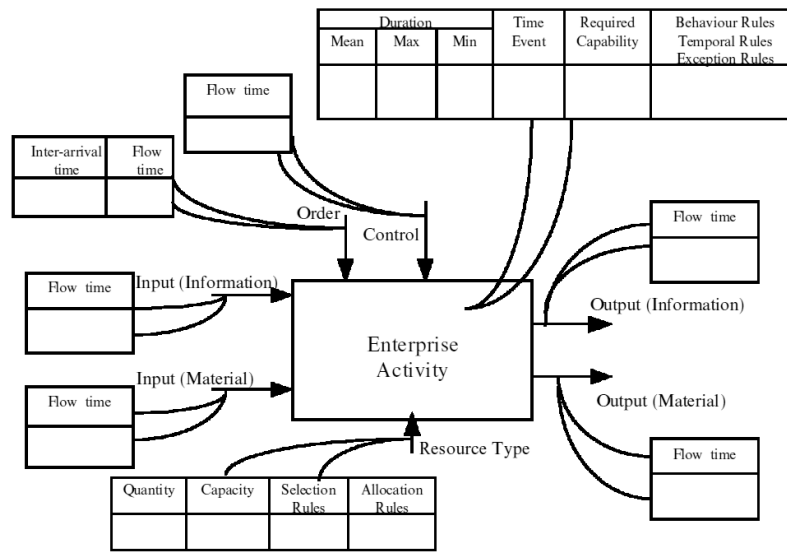 Duration
Mean Max Min
Time
Event
Required
Capability
Behaviour Rules
Temporal Rules
Exception Rules
Flow time
Inter-arrival
time
Flow
time
Order
Control
Flow time
Input (Information)
Flow time
Output (Information)
Enterprise
Activity
Flow time
Input (Material)
Output (Material)
Resource Type
Flow time
Quantity Capacity
Selection
Rules
Allocation
Rules